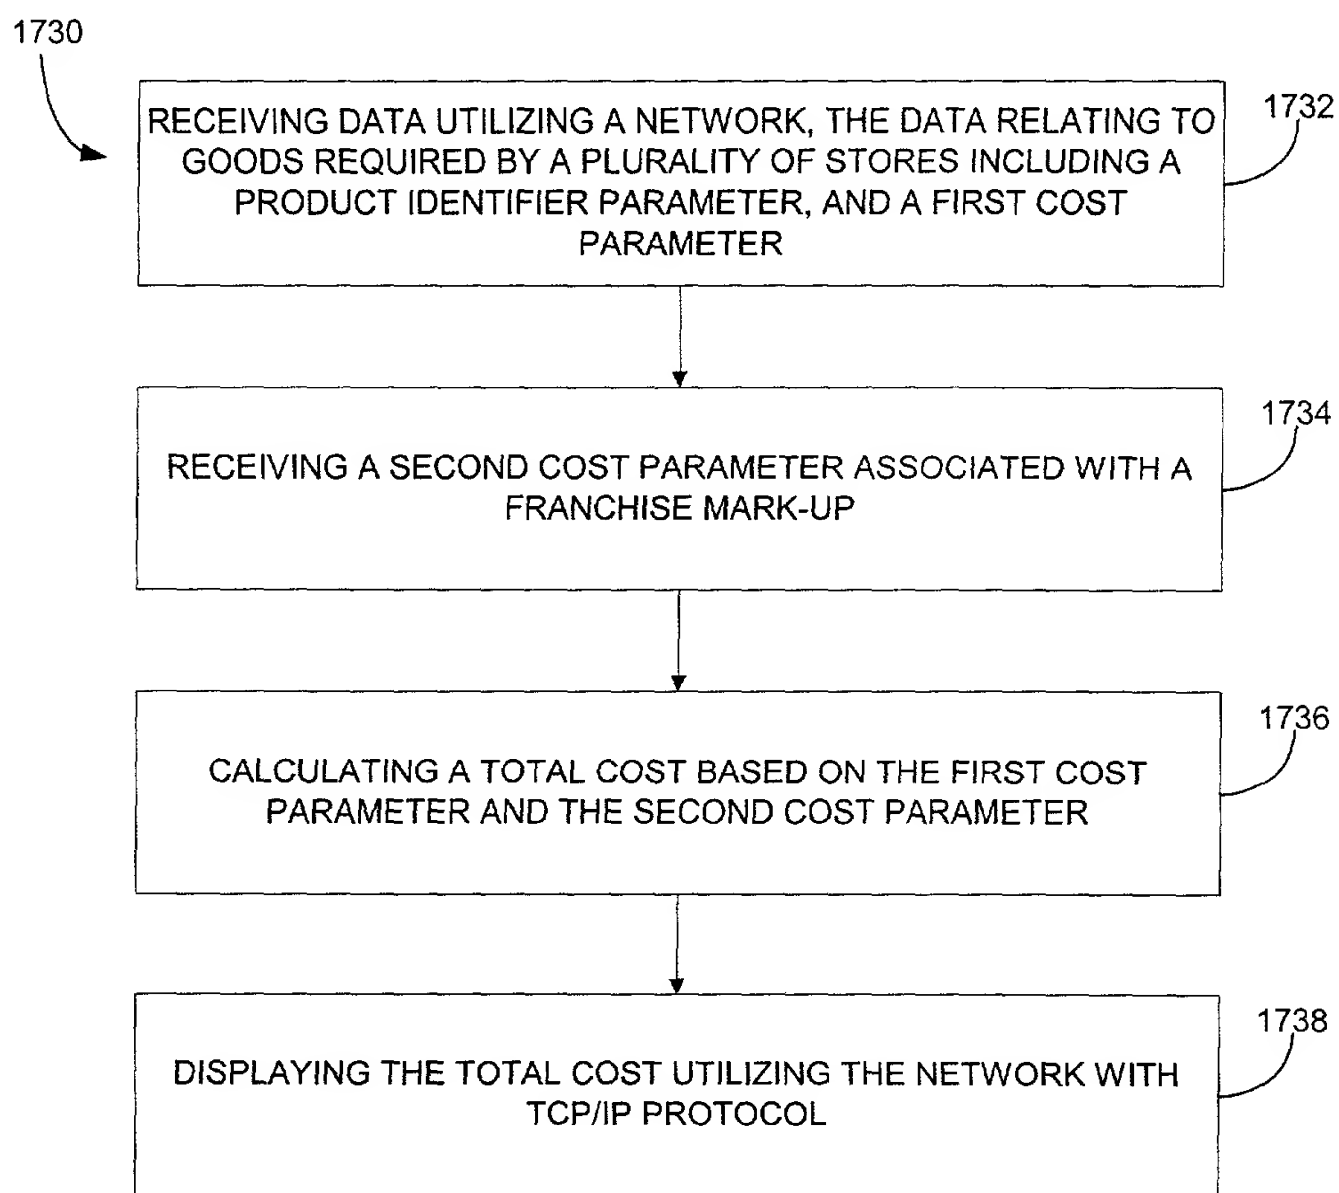 1730
1732
RECEIVING DATA UTILIZING A NETWORK, THE DATA RELATING TO
GOODS REQUIRED BY A PLURALITY OF STORES INCLUDING A
PRODUCT IDENTIFIER PARAMETER, AND A FIRST COST
PARAMETER
1734
RECEIVING A SECOND COST PARAMETER ASSOCIATED WITH A
FRANCHISE MARK-UP
1736
CALCULATING A TOTAL COST BASED ON THE FIRST COST
PARAMETER AND THE SECOND COST PARAMETER
1738
DISPLAYING THE TOTAL COST UTILIZING THE NETWORK WITH
TCP/IP PROTOCOL